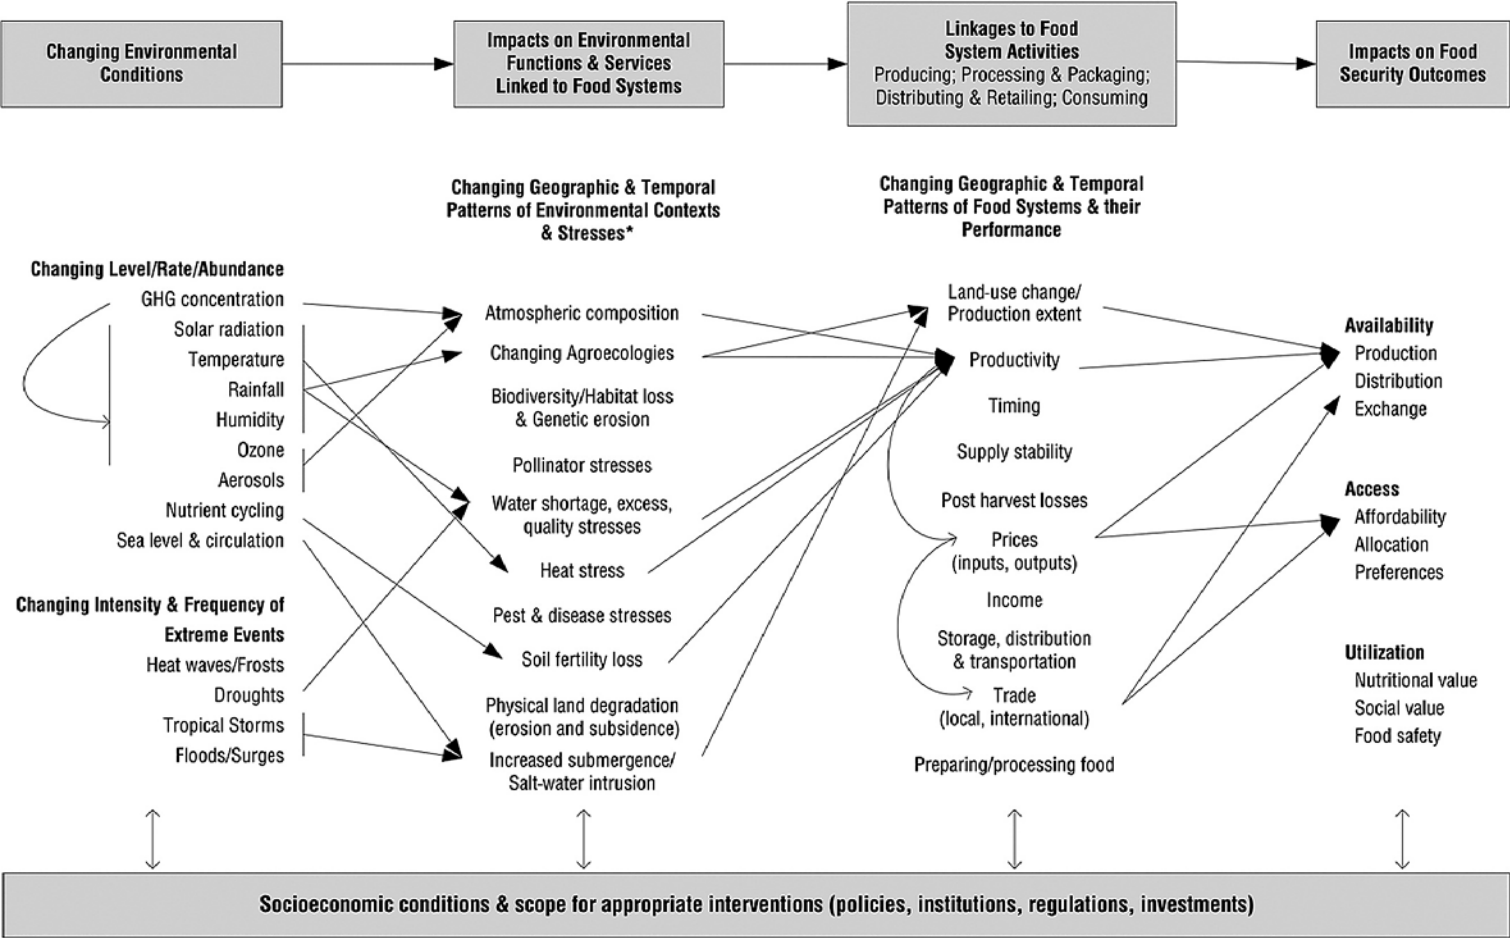 Changing Environmental
Conditions
Impacts on Environmental
Functions & Services
Linked to Food Systems
Linkages to Food
System Activities
Producing; Processing & Packaging;
Distributing & Retailing; Consuming
Impacts on Food
Security Outcomes
Changing Level/Rate/Abundance
GHG concentration
Solar radiation
Temperature
Rainfall
Humidity
Ozone
Aerosols
Nutrient cycling
Sea level & circulation
Changing Intensity & Frequency of
Extreme Events
Heat waves/Frosts
Droughts
Tropical Storms
Floods/Surges
Changing Geographic & Temporal
Patterns of Environmental Contexts
& Stresses*
Atmospheric composition
Changing Agroecologies
Biodiversity/Habitat loss
& Genetic erosion
Pollinator stresses
Water shortage, excess,
quality stresses
Heat stress
Pest & disease stresses
Soil fertility loss
Physical land degradation
(erosion and subsidence)
Increased submergence/
Salt-water intrusion
Changing Geographic & Temporal
Patterns of Food Systems & their
Performance
Land-use change/
Production extent
Productivity
Timing
Supply stability
Post harvest losses
Prices
(inputs, outputs)
Income
Storage, distribution
& transportation
Trade
(local, international)
Preparing/processing food
Availability
Production
Distribution
Exchange
Access
Affordability
Allocation
Preferences
Utilization
Nutritional value
Social value
Food safety
Socioeconomic conditions & scope for appropriate interventions (policies, institutions, regulations, investments)